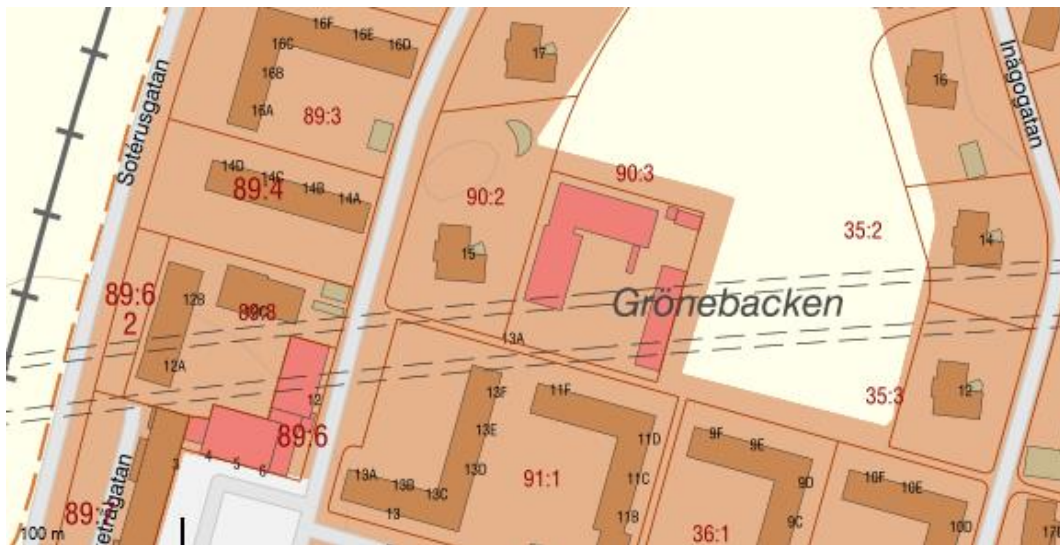 16F
16E
16D
16C
16B
16A
89:3
17
16
Inägogatan
Sotérusgatan
14D
14C
14B
14A
89:4
90:3
90:2
35:2
15
14
89:6
2
12B
89:8
12A
Grönebacken
13A
12
89:6
13F
11F
35:3
12
13E
11D
9F
9E
3
4
5
6
13A
13B
13C
13D
11C
9D
10F
10E
91:1
13
11B
36:1
9C
10D
100 m